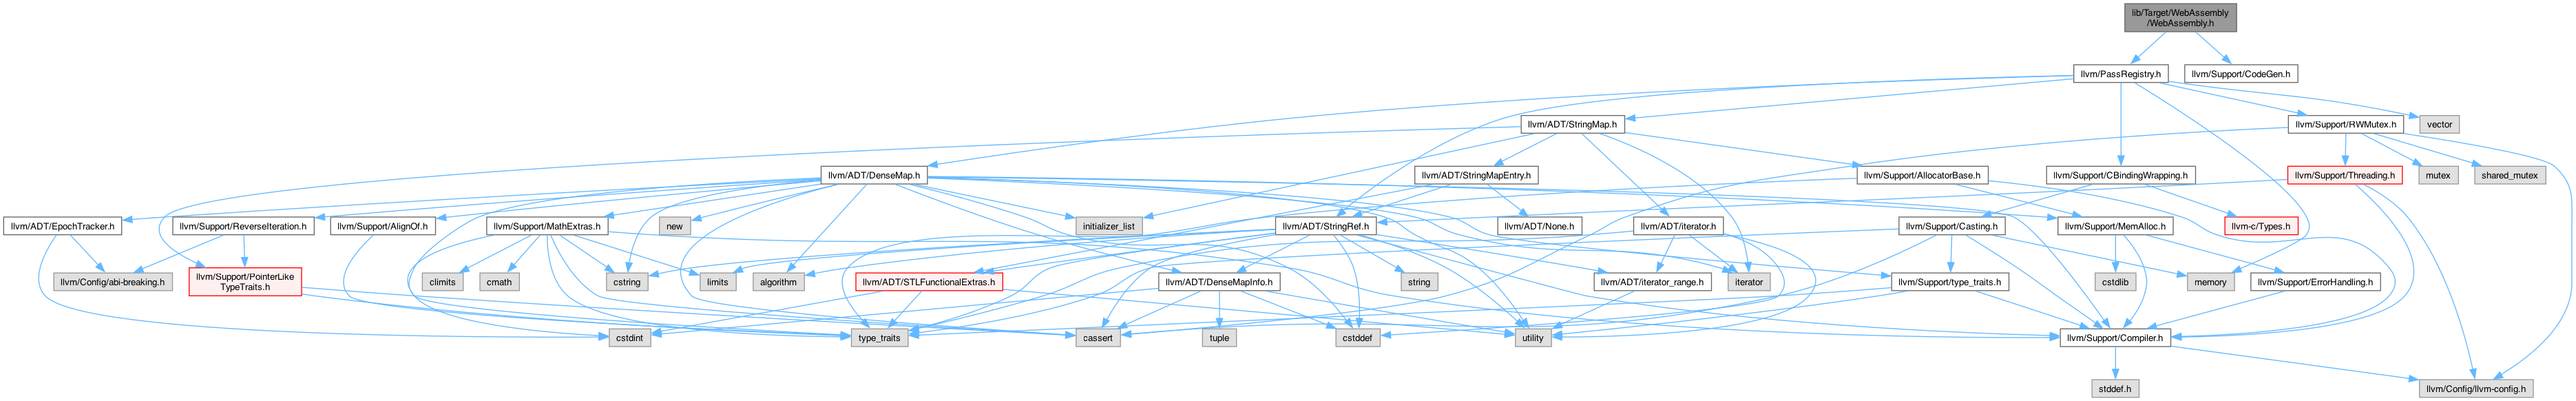 lib/Target/WebAssembly
/WebAssembly.h
llvm/PassRegistry.h
llvm/Support/CodeGen.h
llvm/ADT/StringMap.h
llvm/Support/RWMutex.h
vector
llvm/ADT/DenseMap.h
llvm/ADT/StringMapEntry.h
llvm/Support/AllocatorBase.h
llvm/Support/CBindingWrapping.h
llvm/Support/Threading.h
mutex
shared_mutex
llvm/ADT/EpochTracker.h
llvm/Support/ReverseIteration.h
llvm/Support/AlignOf.h
llvm/Support/MathExtras.h
new
initializer_list
llvm/ADT/StringRef.h
llvm/ADT/None.h
llvm/ADT/iterator.h
llvm/Support/Casting.h
llvm/Support/MemAlloc.h
llvm-c/Types.h
llvm/Config/abi-breaking.h
llvm/Support/PointerLike
TypeTraits.h
climits
cmath
cstring
limits
algorithm
llvm/ADT/STLFunctionalExtras.h
llvm/ADT/DenseMapInfo.h
string
llvm/ADT/iterator_range.h
iterator
llvm/Support/type_traits.h
cstdlib
memory
llvm/Support/ErrorHandling.h
cstdint
type_traits
cassert
tuple
cstddef
utility
llvm/Support/Compiler.h
stddef.h
llvm/Config/llvm-config.h